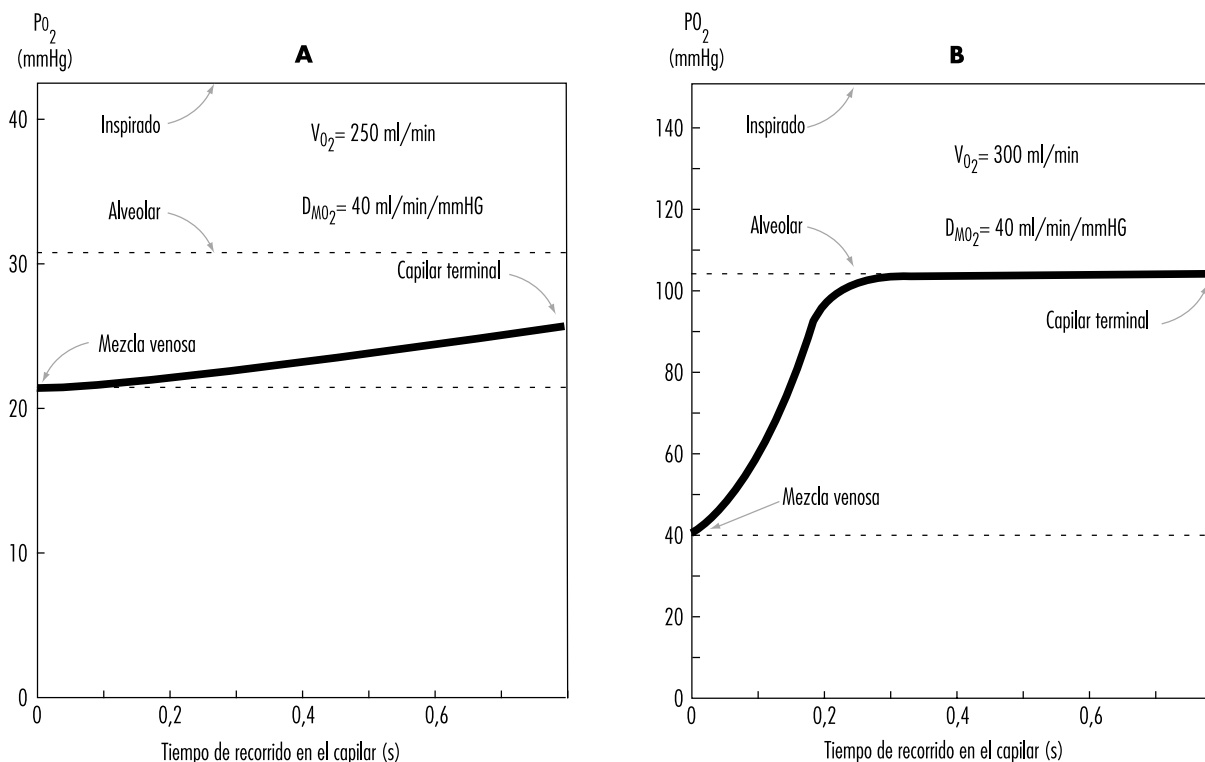 Po2
(mmHg)
A
40
30
20
10
0
Inspirado
VO2= 250 ml/min
DMO2= 40 ml/min/mmHG
Alveolar
Capilar terminal
Mezcla venosa
0
0,2
0,4
0,6
Tiempo de recorrido en el capilar (s)
PO2
(mmHg)
B
140
120
100
80
60
40
20
0
Inspirado
VO2= 300 ml/min
DMO2= 40 ml/min/mmHG
Alveolar
Capilar terminal
Mezcla venosa
0
0,2
0,4
0,6
Tiempo de recorrido en el capilar (s)